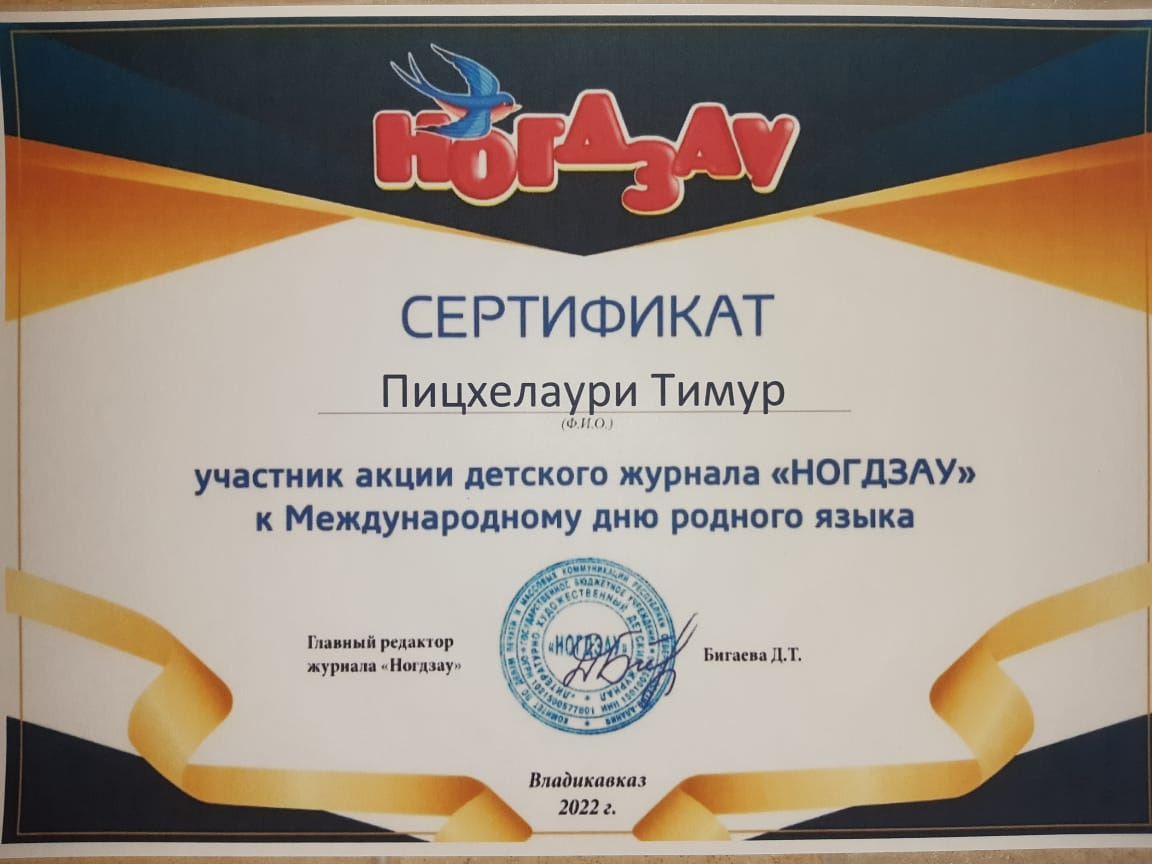 НОГДЗАУ
СЕРТИФИКАТ
Пицхелаури Тимур
(Ф.И.О.)
участник акции детского журнала «НОГДЗАУ»
к Международному дню родного языка
Главный редактор
журнала «Ногдзау»
«НОГДЗАУ»
Бигаева Д.Т.
Владикавказ
2022 г.